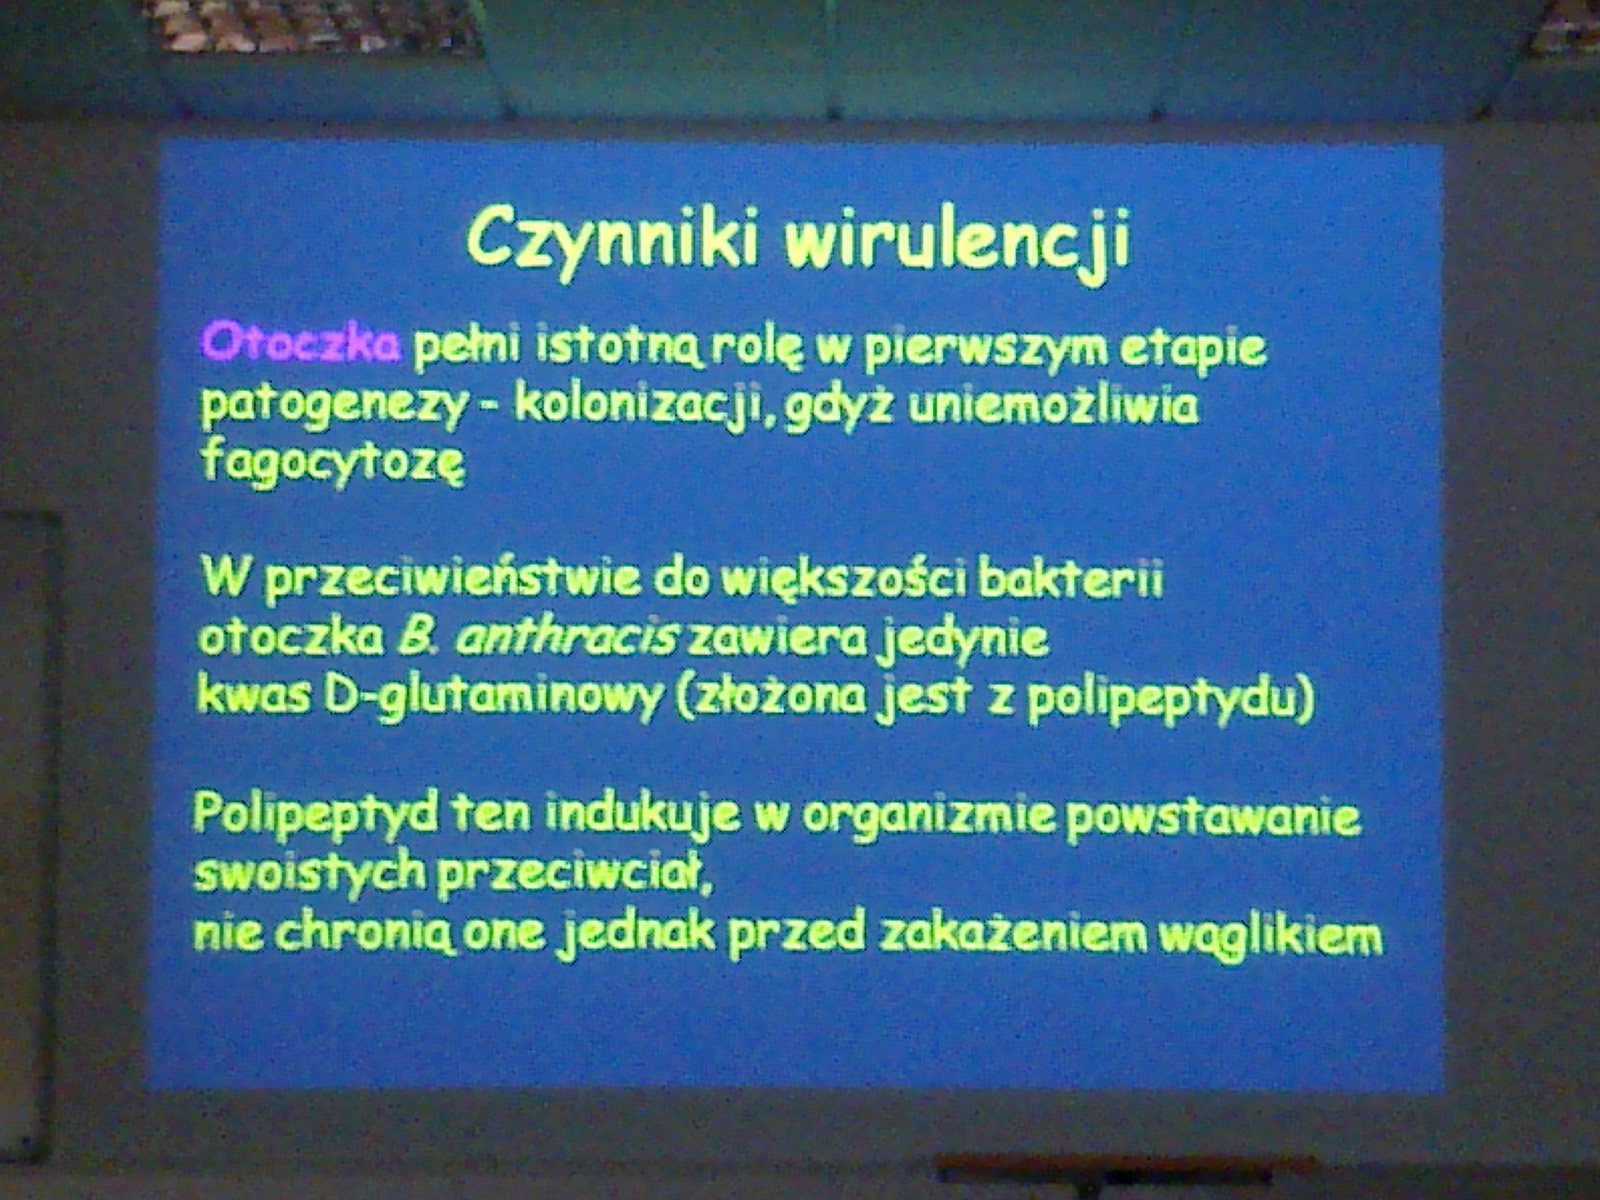 Czynniki wirulencji
Otoczka pełni istotną rolę w pierwszym etapie
patogenezy - kolonizacji, gdyż uniemożliwia
fagocytozę
W przeciwieństwie do większości bakterii
otoczka B. anthracis zawiera jedynie
kwas D-glutaminowy (złożona jest z polipeptydu)
Polipeptyd ten indukuje w organizmie powstawanie
swoistych przeciwciał,
nie chronią one jednak przed zakażeniem wąglikiem